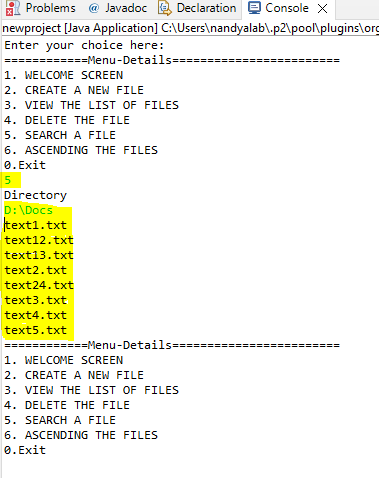 Problems @ Javadoc Declaration Console
newproject [Java Application] C:\Users\nandyalab\.p2\pool\plugins\org
Enter your choice here:
============Menu-Details========================
1. WELCOME SCREEN
2. CREATE A NEW FILE
3. VIEW THE LIST OF FILES
4. DELETE THE FILE
5. SEARCH A FILE
6. ASCENDING THE FILES
0.Exit
5
Directory
D:\Docs
text1.txt
text12.txt
text13.txt
text2.txt
text24.txt
text3.txt
text4.txt
text5.txt
============Menu-Details========================
1. WELCOME SCREEN
2. CREATE A NEW FILE
3. VIEW THE LIST OF FILES
4. DELETE THE FILE
5. SEARCH A FILE
6. ASCENDING THE FILES
0.Exit